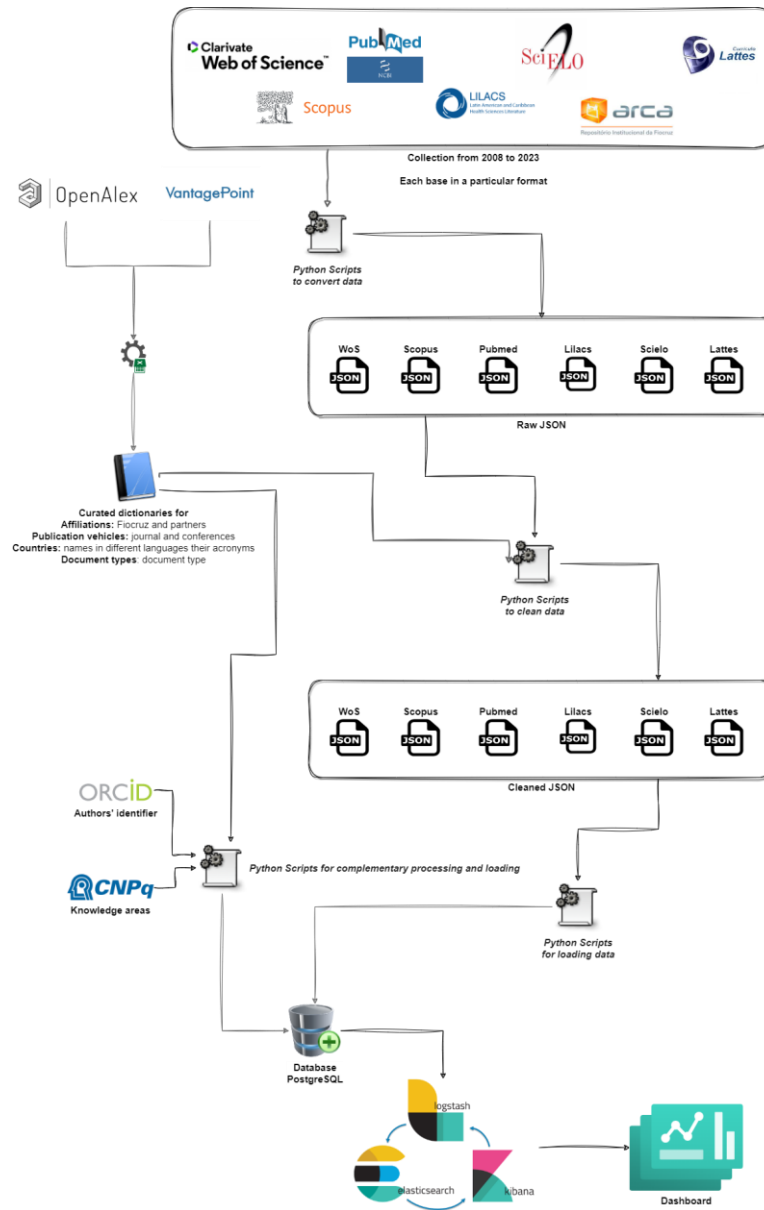 Clarivate
Web of Science™
PubMed
NCBI
SciELO
Currículo
Lattes
Scopus
LILACS
Latin American and Caribbean
Health Sciences Literature
arca
Repositório Institucional da Fiocruz
Collection from 2008 to 2023
Each base in a particular format
OpenAlex
VantagePoint
Python Scripts
to convert data
WoS
Scopus
Pubmed
Lilacs
Scielo
Lattes
JSON
JSON
JSON
JSON
JSON
JSON
Raw JSON
Curated dictionaries for
Affiliations: Fiocruz and partners
Publication vehicles: journal and conferences
Countries: names in different languages their acronyms
Document types: document type
Python Scripts
to clean data
WoS
Scopus
Pubmed
Lilacs
Scielo
Lattes
JSON
JSON
JSON
JSON
JSON
JSON
Cleaned JSON
ORCID
Authors' identifier
Python Scripts for complementary processing and loading
CNPq
Knowledge areas
Python Scripts
for loading data
Database
PostgreSQL
logstash
elasticsearch
kibana
Dashboard